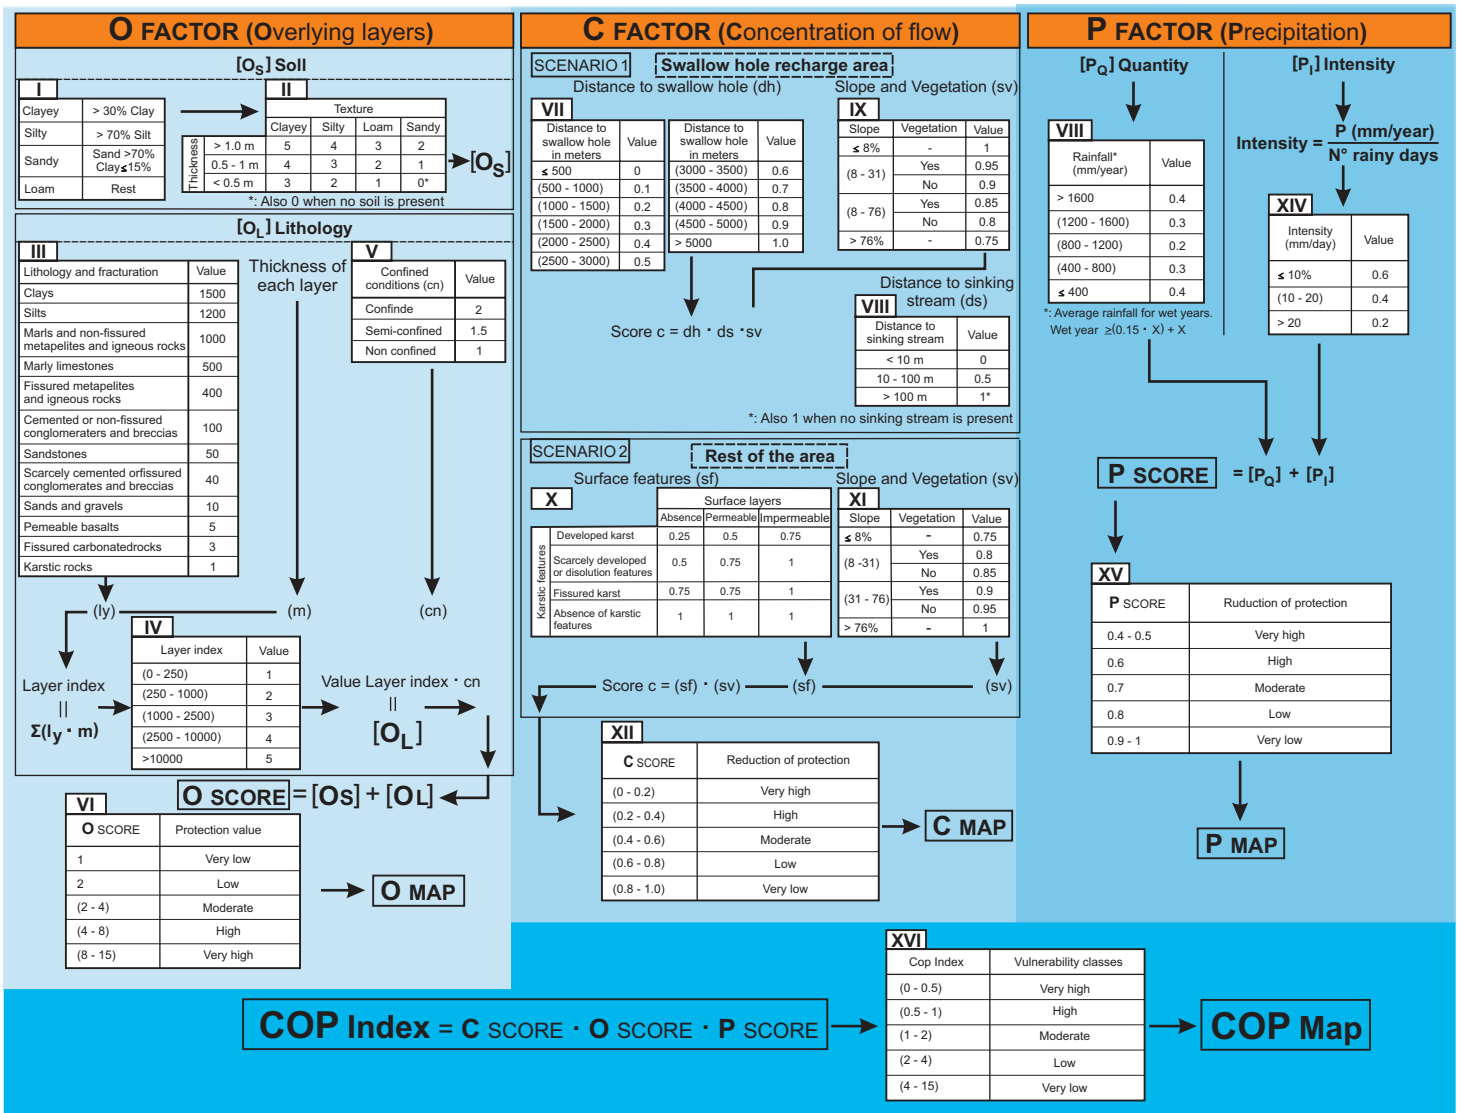 O FACTOR (Overlying layers)
[OS] Soill
I
Clayey > 30% Clay
Silty > 70% Silt
Sandy Sand >70% Clay≤15%
Loam Rest
II
Texture
Clayey Silty Loam Sandy
Thickness
> 1.0 m 5 4 3 2
0.5 - 1 m 4 3 2 1
< 0.5 m 3 2 1 0*
[OS]
*: Also 0 when no soil is present
[OL] Lithology
III
Lithology and fracturation Value
Clays 1500
Silts 1200
Marls and non-fissured metapelites and igneous rocks 1000
Marly limestones 500
Fissured metapelites and igneous rocks 400
Cemented or non-fissured conglomeraters and breccias 100
Sandstones 50
Scarcely cemented orfissured conglomerates and breccias 40
Sands and gravels 10
Pemeable basalts 5
Fissured carbonatedrocks 3
Karstic rocks 1
Thickness of
each layer
V
Confined conditions (cn) Value
Confinde 2
Semi-confined 1.5
Non confined 1
(ly) (m) (cn)
IV
Layer index Value
(0 - 250) 1
(250 - 1000) 2
(1000 - 2500) 3
(2500 - 10000) 4
>10000 5
Layer index
||
Σ(ly · m)
Value Layer index · cn
||
[OL]
O SCORE = [OS] + [OL]
VI
O SCORE Protection value
1 Very low
2 Low
(2 - 4) Moderate
(4 - 8) High
(8 - 15) Very high
O MAP
C FACTOR (Concentration of flow)
SCENARIO 1
Swallow hole recharge area
Distance to swallow hole (dh)
Slope and Vegetation (sv)
VII
Distance to swallow hole in meters Value
≤ 500 0
(500 - 1000) 0.1
(1000 - 1500) 0.2
(1500 - 2000) 0.3
(2000 - 2500) 0.4
(2500 - 3000) 0.5
Distance to swallow hole in meters Value
(3000 - 3500) 0.6
(3500 - 4000) 0.7
(4000 - 4500) 0.8
(4500 - 5000) 0.9
> 5000 1.0
IX
Slope Vegetation Value
≤ 8% - 1
(8 - 31) Yes 0.95
No 0.9
(8 - 76) Yes 0.85
No 0.8
> 76% - 0.75
Score c = dh · ds · sv
Distance to sinking
stream (ds)
VIII
Distance to sinking stream Value
< 10 m 0
10 - 100 m 0.5
> 100 m 1*
*: Also 1 when no sinking stream is present
SCENARIO 2
Rest of the area
Surface features (sf)
Slope and Vegetation (sv)
X
Surface layers
Absence Permeable Impermeable
Karstic features
Developed karst 0.25 0.5 0.75
Scarcely developed or disolution features 0.5 0.75 1
Fissured karst 0.75 0.75 1
Absence of karstic features 1 1 1
XI
Slope Vegetation Value
≤ 8% - 0.75
(8 -31) Yes 0.8
No 0.85
(31 - 76) Yes 0.9
No 0.95
> 76% - 1
Score c = (sf) · (sv) (sf) (sv)
XII
C SCORE Reduction of protection
(0 - 0.2) Very high
(0.2 - 0.4) High
(0.4 - 0.6) Moderate
(0.6 - 0.8) Low
(0.8 - 1.0) Very low
C MAP
P FACTOR (Precipitation)
[PQ] Quantity
[PI] Intensity
VIII
Rainfall* (mm/year) Value
> 1600 0.4
(1200 - 1600) 0.3
(800 - 1200) 0.2
(400 - 800) 0.3
≤ 400 0.4
*: Average rainfall for wet years.
Wet year ≥(0.15 · X) + X
Intensity = P (mm/year) / N° rainy days
XIV
Intensity (mm/day) Value
≤ 10% 0.6
(10 - 20) 0.4
> 20 0.2
P SCORE = [PQ] + [PI]
XV
P SCORE Ruduction of protection
0.4 - 0.5 Very high
0.6 High
0.7 Moderate
0.8 Low
0.9 - 1 Very low
P MAP
COP Index = C SCORE · O SCORE · P SCORE
XVI
Cop Index Vulnerability classes
(0 - 0.5) Very high
(0.5 - 1) High
(1 - 2) Moderate
(2 - 4) Low
(4 - 15) Very low
COP Map